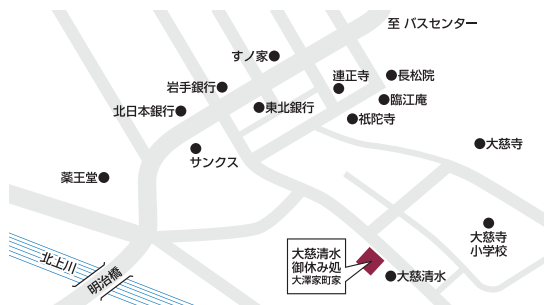 至 バスセンター
すノ家
連正寺
長松院
岩手銀行
臨江庵
北日本銀行
東北銀行
祇陀寺
大慈寺
サンクス
薬王堂
大慈寺
小学校
大慈清水
御休み処
大澤家町家
大慈清水
北上川
明治橋